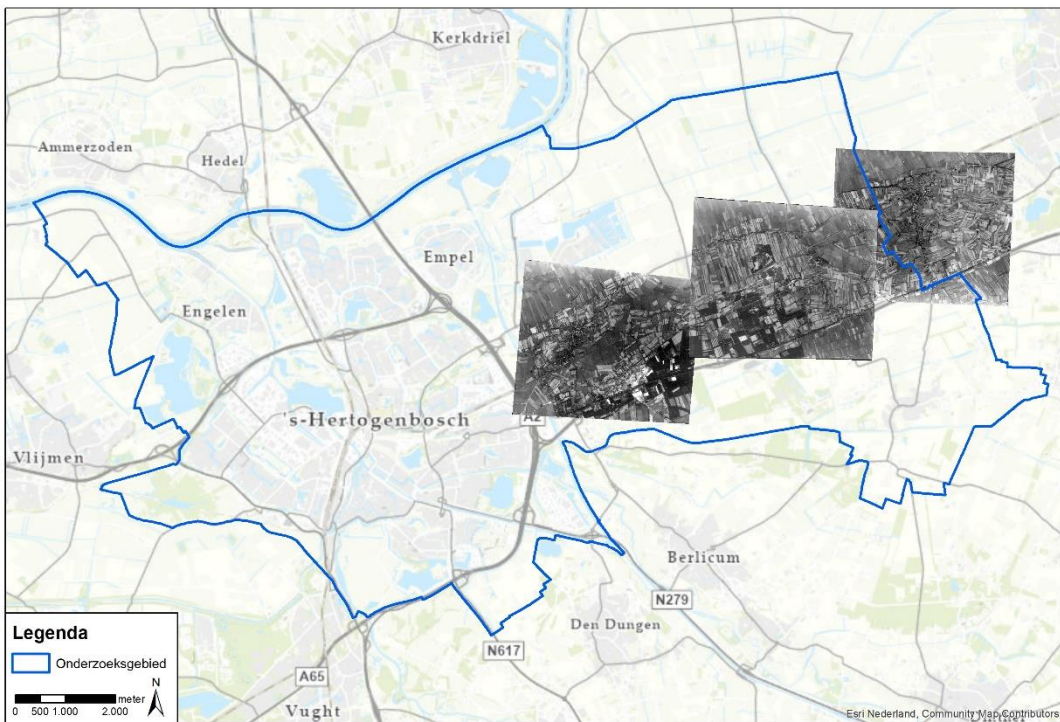 Kerkdriel
Ammerzoden
Hedel
Empel
Engelen
's-Hertogenbosch
A2
Vlijmen
Berlicum
N279
Den Dungen
N617
A65
Vught
Legenda
Onderzoeksgebied
N
meter
0 500 1.000 2.000
Esri Nederland, Community Map Contributors